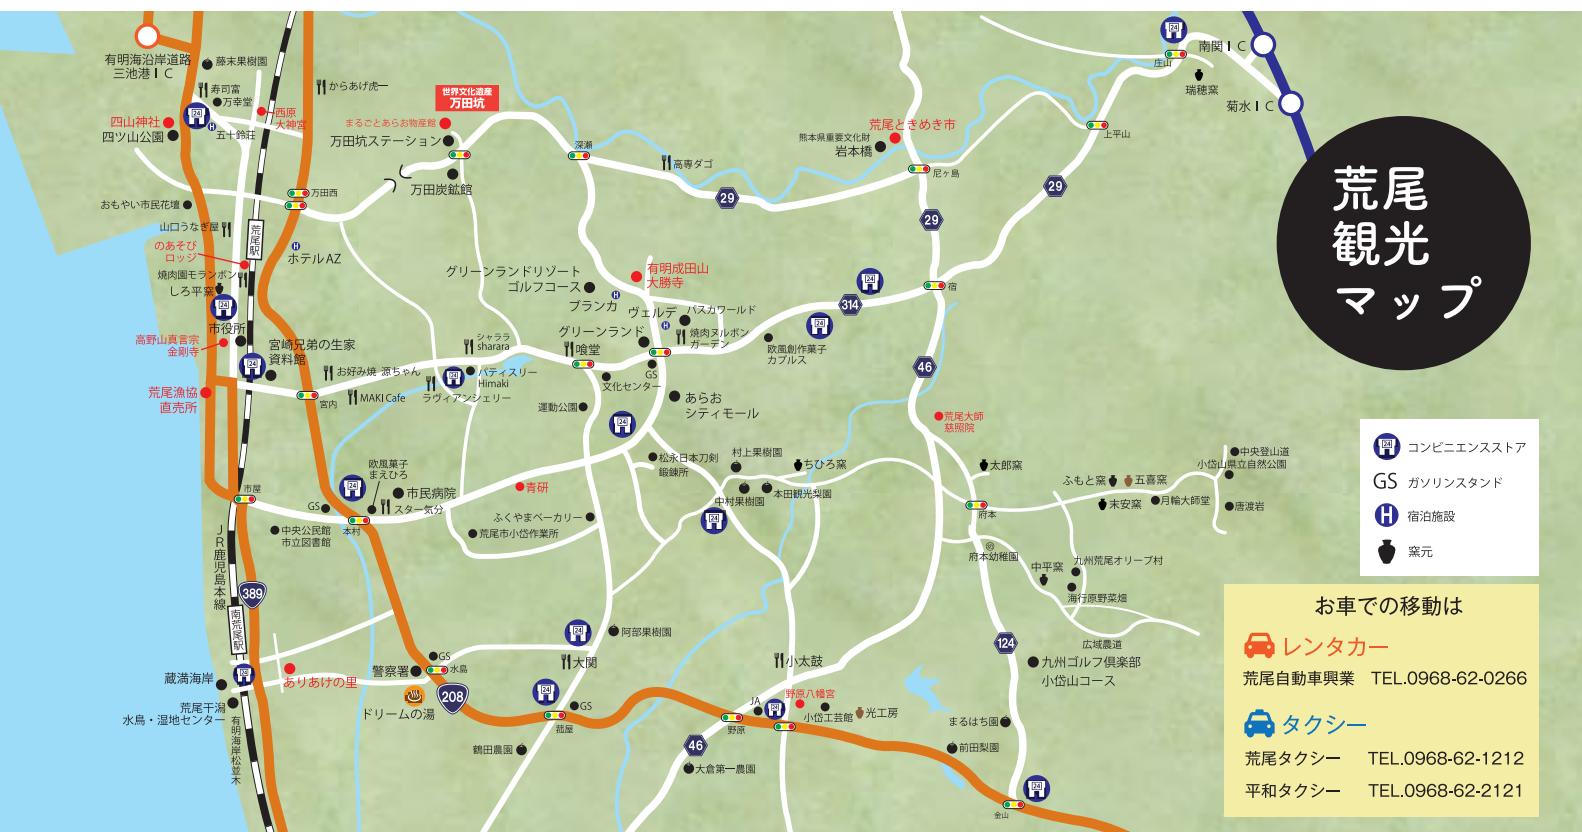 有明海沿岸道路
三池港IC
藤末果樹園
寿司富
万幸堂
からあげ虎一
四山神社
四ツ山公園
五十鈴荘
西原
大神宮
世界文化遺産
万田坑
まるごとあらお物産館
万田坑ステーション
万田炭鉱館
深瀬
高専ダゴ
熊本県重要文化財
岩本橋
荒尾ときめき市
尼ヶ島
上平山
庄山
瑞穂窯
南関IC
菊水IC
荒尾
観光
マップ
29
29
29
おもやい市民花壇
万田西
山口うなぎ屋
荒尾駅
のあそび
ロッジ
ホテルAZ
焼肉園モランボン
しろ平窯
市役所
高野山真言宗
金剛寺
宮崎兄弟の生家
資料館
荒尾漁協
直売所
お好み焼 源ちゃん
MAKI Cafe
宮内
グリーンランドリゾート
ゴルフコース
ブランカ
有明成田山
大勝寺
ヴェルデ
パスカワールド
グリーンランド
焼肉ヌルボン
ガーデン
シャララ
sharara
喰堂
パティスリー
Himaki
ラヴィアンシェリー
文化センター
GS
運動公園
あらお
シティモール
欧風創作菓子
カプルス
314
宿
46
荒尾大師
慈照院
コンビニエンスストア
GS ガソリンスタンド
宿泊施設
窯元
市屋
欧風菓子
まえひろ
市民病院
スター気分
GS
本村
中央公民館
市立図書館
青研
ふくやまベーカリー
荒尾市小岱作業所
松永日本刀剣
鍛錬所
村上果樹園
中村果樹園
本田観光梨園
ちひろ窯
太郎窯
府本
府本幼稚園
ふもと窯
五喜窯
末安窯
月輪大師堂
中央登山道
小岱山県立自然公園
唐渡岩
中平窯
九州荒尾オリーブ村
海行原野菜畑
広域農道
124
九州ゴルフ倶楽部
小岱山コース
JR鹿児島本線
389
南荒尾駅
蔵満海岸
荒尾干潟
水鳥・湿地センター
有明海岸松並木
ありあけの里
警察署
GS
水島
ドリームの湯
208
阿部果樹園
大関
GS
菰屋
鶴田農園
小太鼓
野原八幡宮
JA
野原
小岱工芸館
光工房
46
大倉第一農園
まるはち園
前田梨園
金山
お車での移動は
レンタカー
荒尾自動車興業 TEL.0968-62-0266
タクシー
荒尾タクシー TEL.0968-62-1212
平和タクシー TEL.0968-62-2121